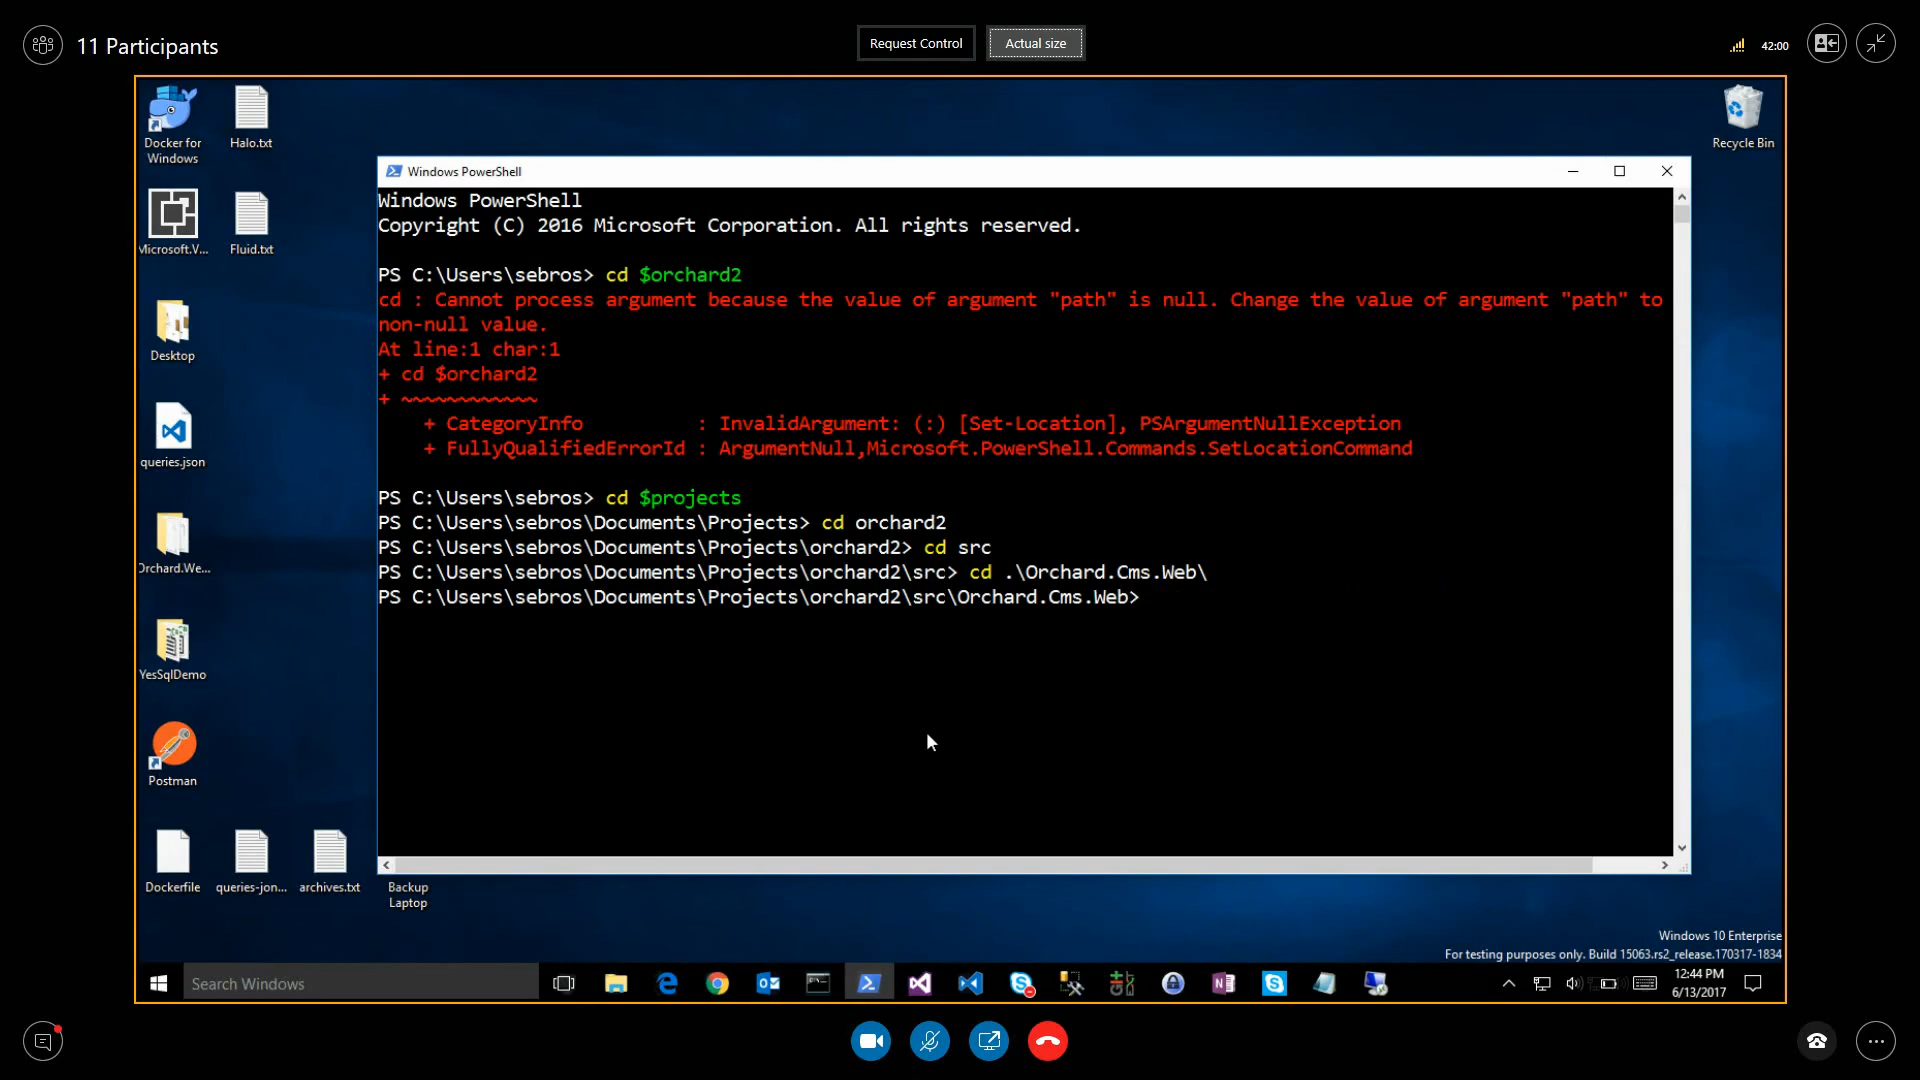 11 Participants
Request Control
Actual size
42:00
Docker for
Windows
Halo.txt
Recycle Bin
Microsoft.V...
Fluid.txt
Desktop
queries.json
Orchard.We...
YesSqlDemo
Postman
Dockerfile
queries-jon...
archives.txt
Backup
Laptop
Windows PowerShell
Windows PowerShell
Copyright (C) 2016 Microsoft Corporation. All rights reserved.
PS C:\Users\sebros> cd $orchard2
cd : Cannot process argument because the value of argument "path" is null. Change the value of argument "path" to
non-null value.
At line:1 char:1
+ cd $orchard2
+ ~~~~~~~~~~~~
+ CategoryInfo : InvalidArgument: (:) [Set-Location], PSArgumentNullException
+ FullyQualifiedErrorId : ArgumentNull,Microsoft.PowerShell.Commands.SetLocationCommand
PS C:\Users\sebros> cd $projects
PS C:\Users\sebros\Documents\Projects> cd orchard2
PS C:\Users\sebros\Documents\Projects\orchard2> cd src
PS C:\Users\sebros\Documents\Projects\orchard2\src> cd .\Orchard.Cms.Web\
PS C:\Users\sebros\Documents\Projects\orchard2\src\Orchard.Cms.Web>
Windows 10 Enterprise
For testing purposes only. Build 15063.rs2_release.170317-1834
Search Windows
12:44 PM
6/13/2017